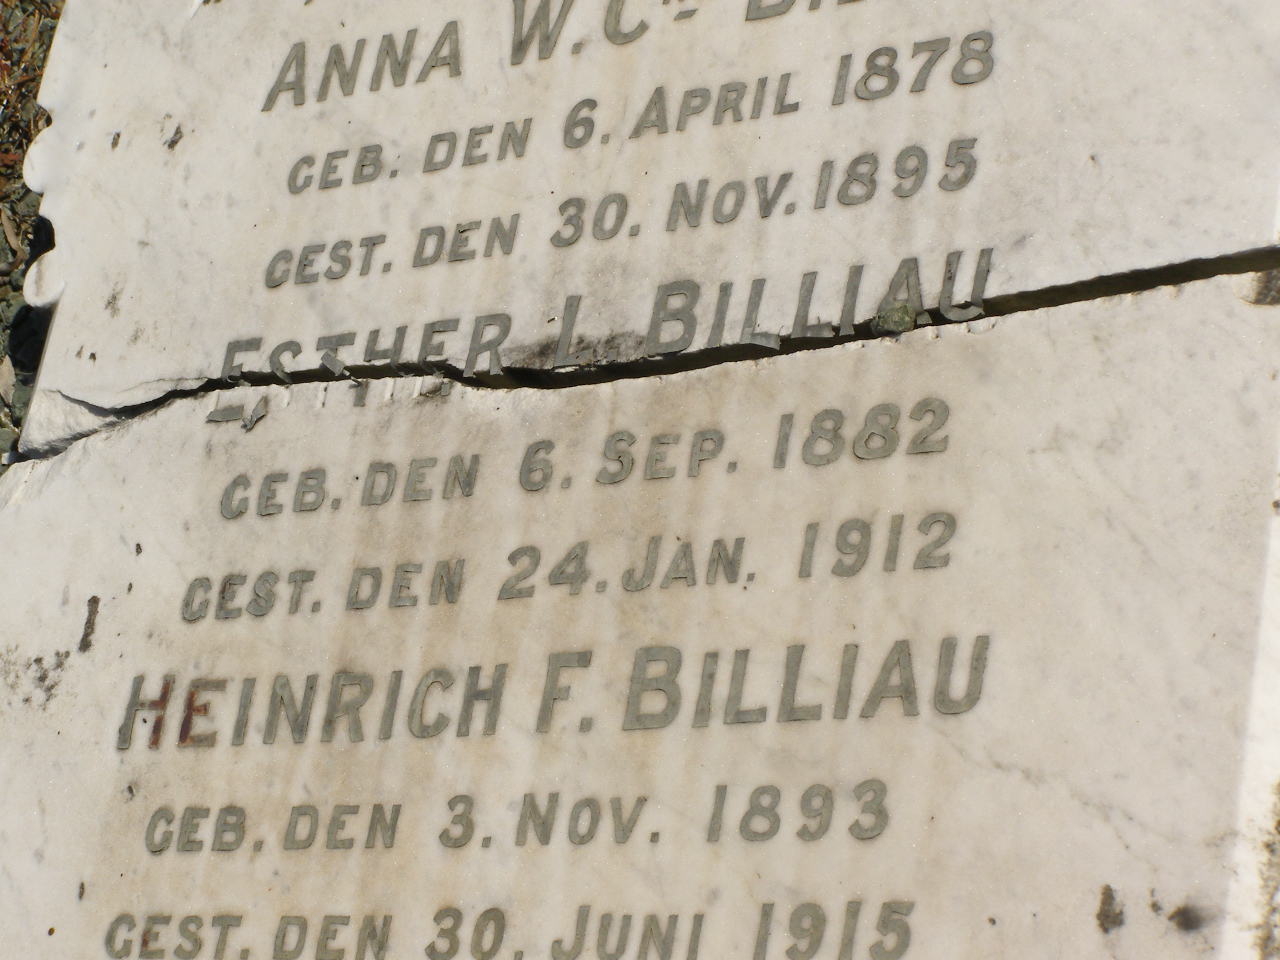 ANNA W. Cᴴ
GEB. DEN 6. APRIL 1878
GEST. DEN 30. NOV. 1895
ESTHER L. BILLIAU
GEB. DEN 6. SEP. 1882
GEST. DEN 24. JAN. 1912
HEINRICH F. BILLIAU
GEB. DEN 3. NOV. 1893
GEST. DEN 30. JUNI 1915